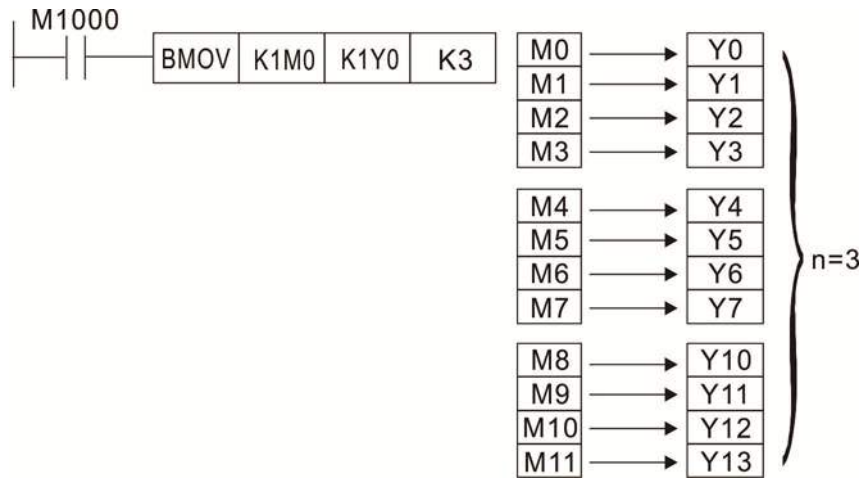 M1000
BMOV K1M0 K1Y0 K3
M0 Y0
M1 Y1
M2 Y2
M3 Y3
M4 Y4
M5 Y5
M6 Y6
M7 Y7
n=3
M8 Y10
M9 Y11
M10 Y12
M11 Y13